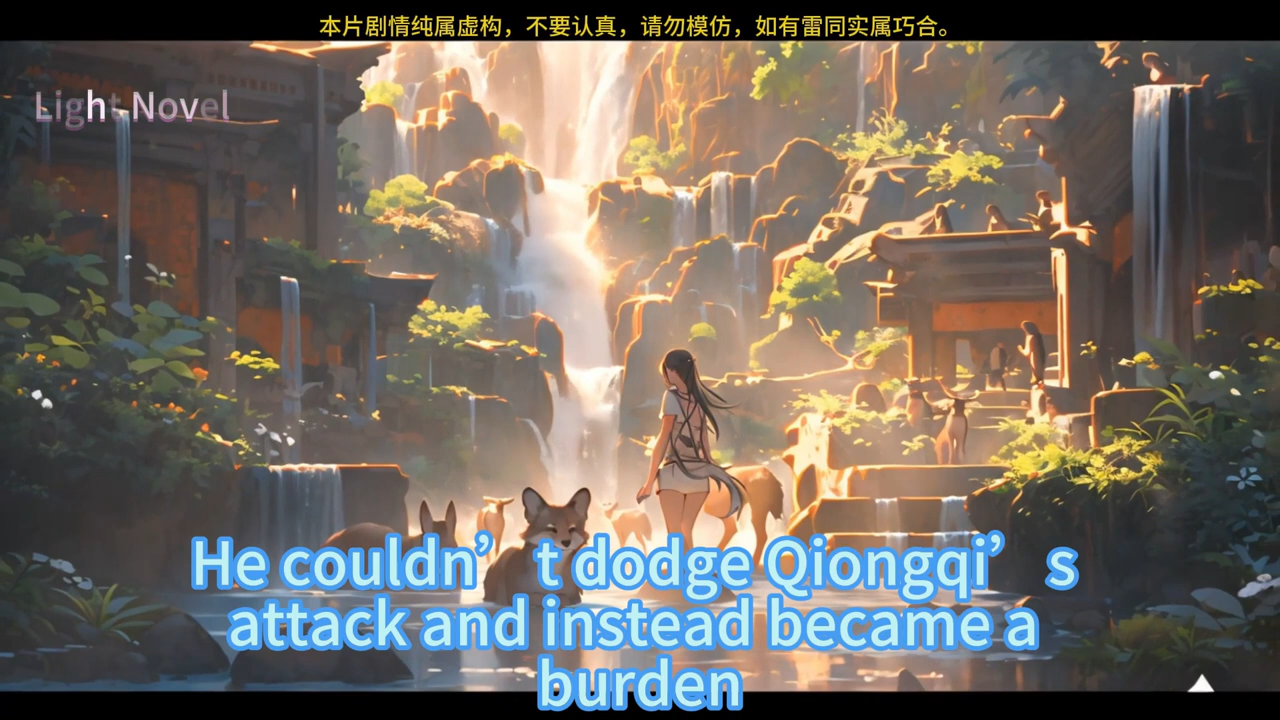 本片剧情纯属虚构，不要认真，请勿模仿，如有雷同实属巧合。
Light Novel
He couldn’t dodge Qiongqi’s
attack and instead became a
burden